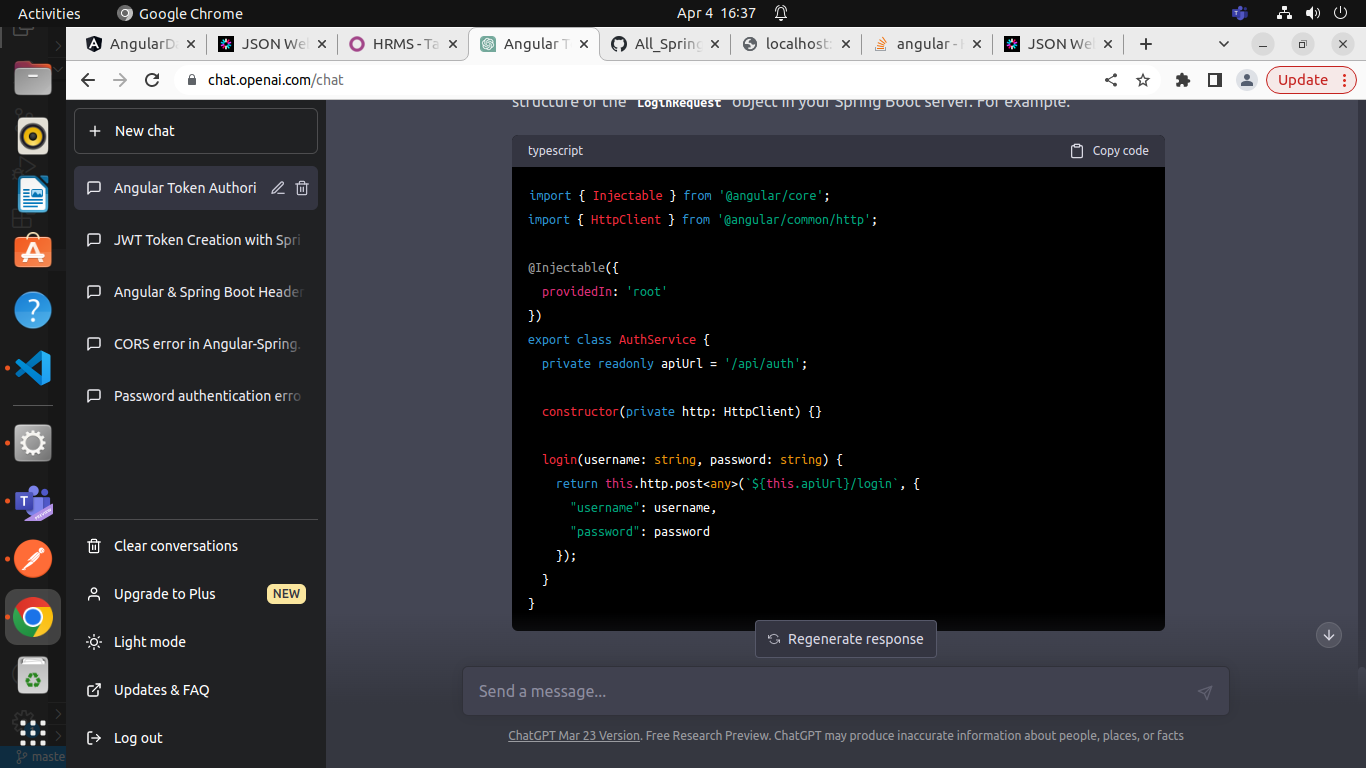 Activities Google Chrome Apr 4 16:37
AngularD JSON We HRMS - Ta Angular T All_Spring localhost: angular - JSON We
chat.openai.com/chat Update
New chat
Angular Token Authori
JWT Token Creation with Spri
Angular & Spring Boot Header
CORS error in Angular-Spring.
Password authentication erro
Clear conversations
Upgrade to Plus NEW
Light mode
Updates & FAQ
Log out
structure of the `LoginRequest` object in your Spring Boot server. For example:
typescript Copy code
import { Injectable } from '@angular/core';
import { HttpClient } from '@angular/common/http';
@Injectable({
providedIn: 'root'
})
export class AuthService {
private readonly apiUrl = '/api/auth';
constructor(private http: HttpClient) {}
login(username: string, password: string) {
return this.http.post<any>(`${this.apiUrl}/login`, {
"username": username,
"password": password
});
}
}
Regenerate response
Send a message...
ChatGPT Mar 23 Version. Free Research Preview. ChatGPT may produce inaccurate information about people, places, or facts
master